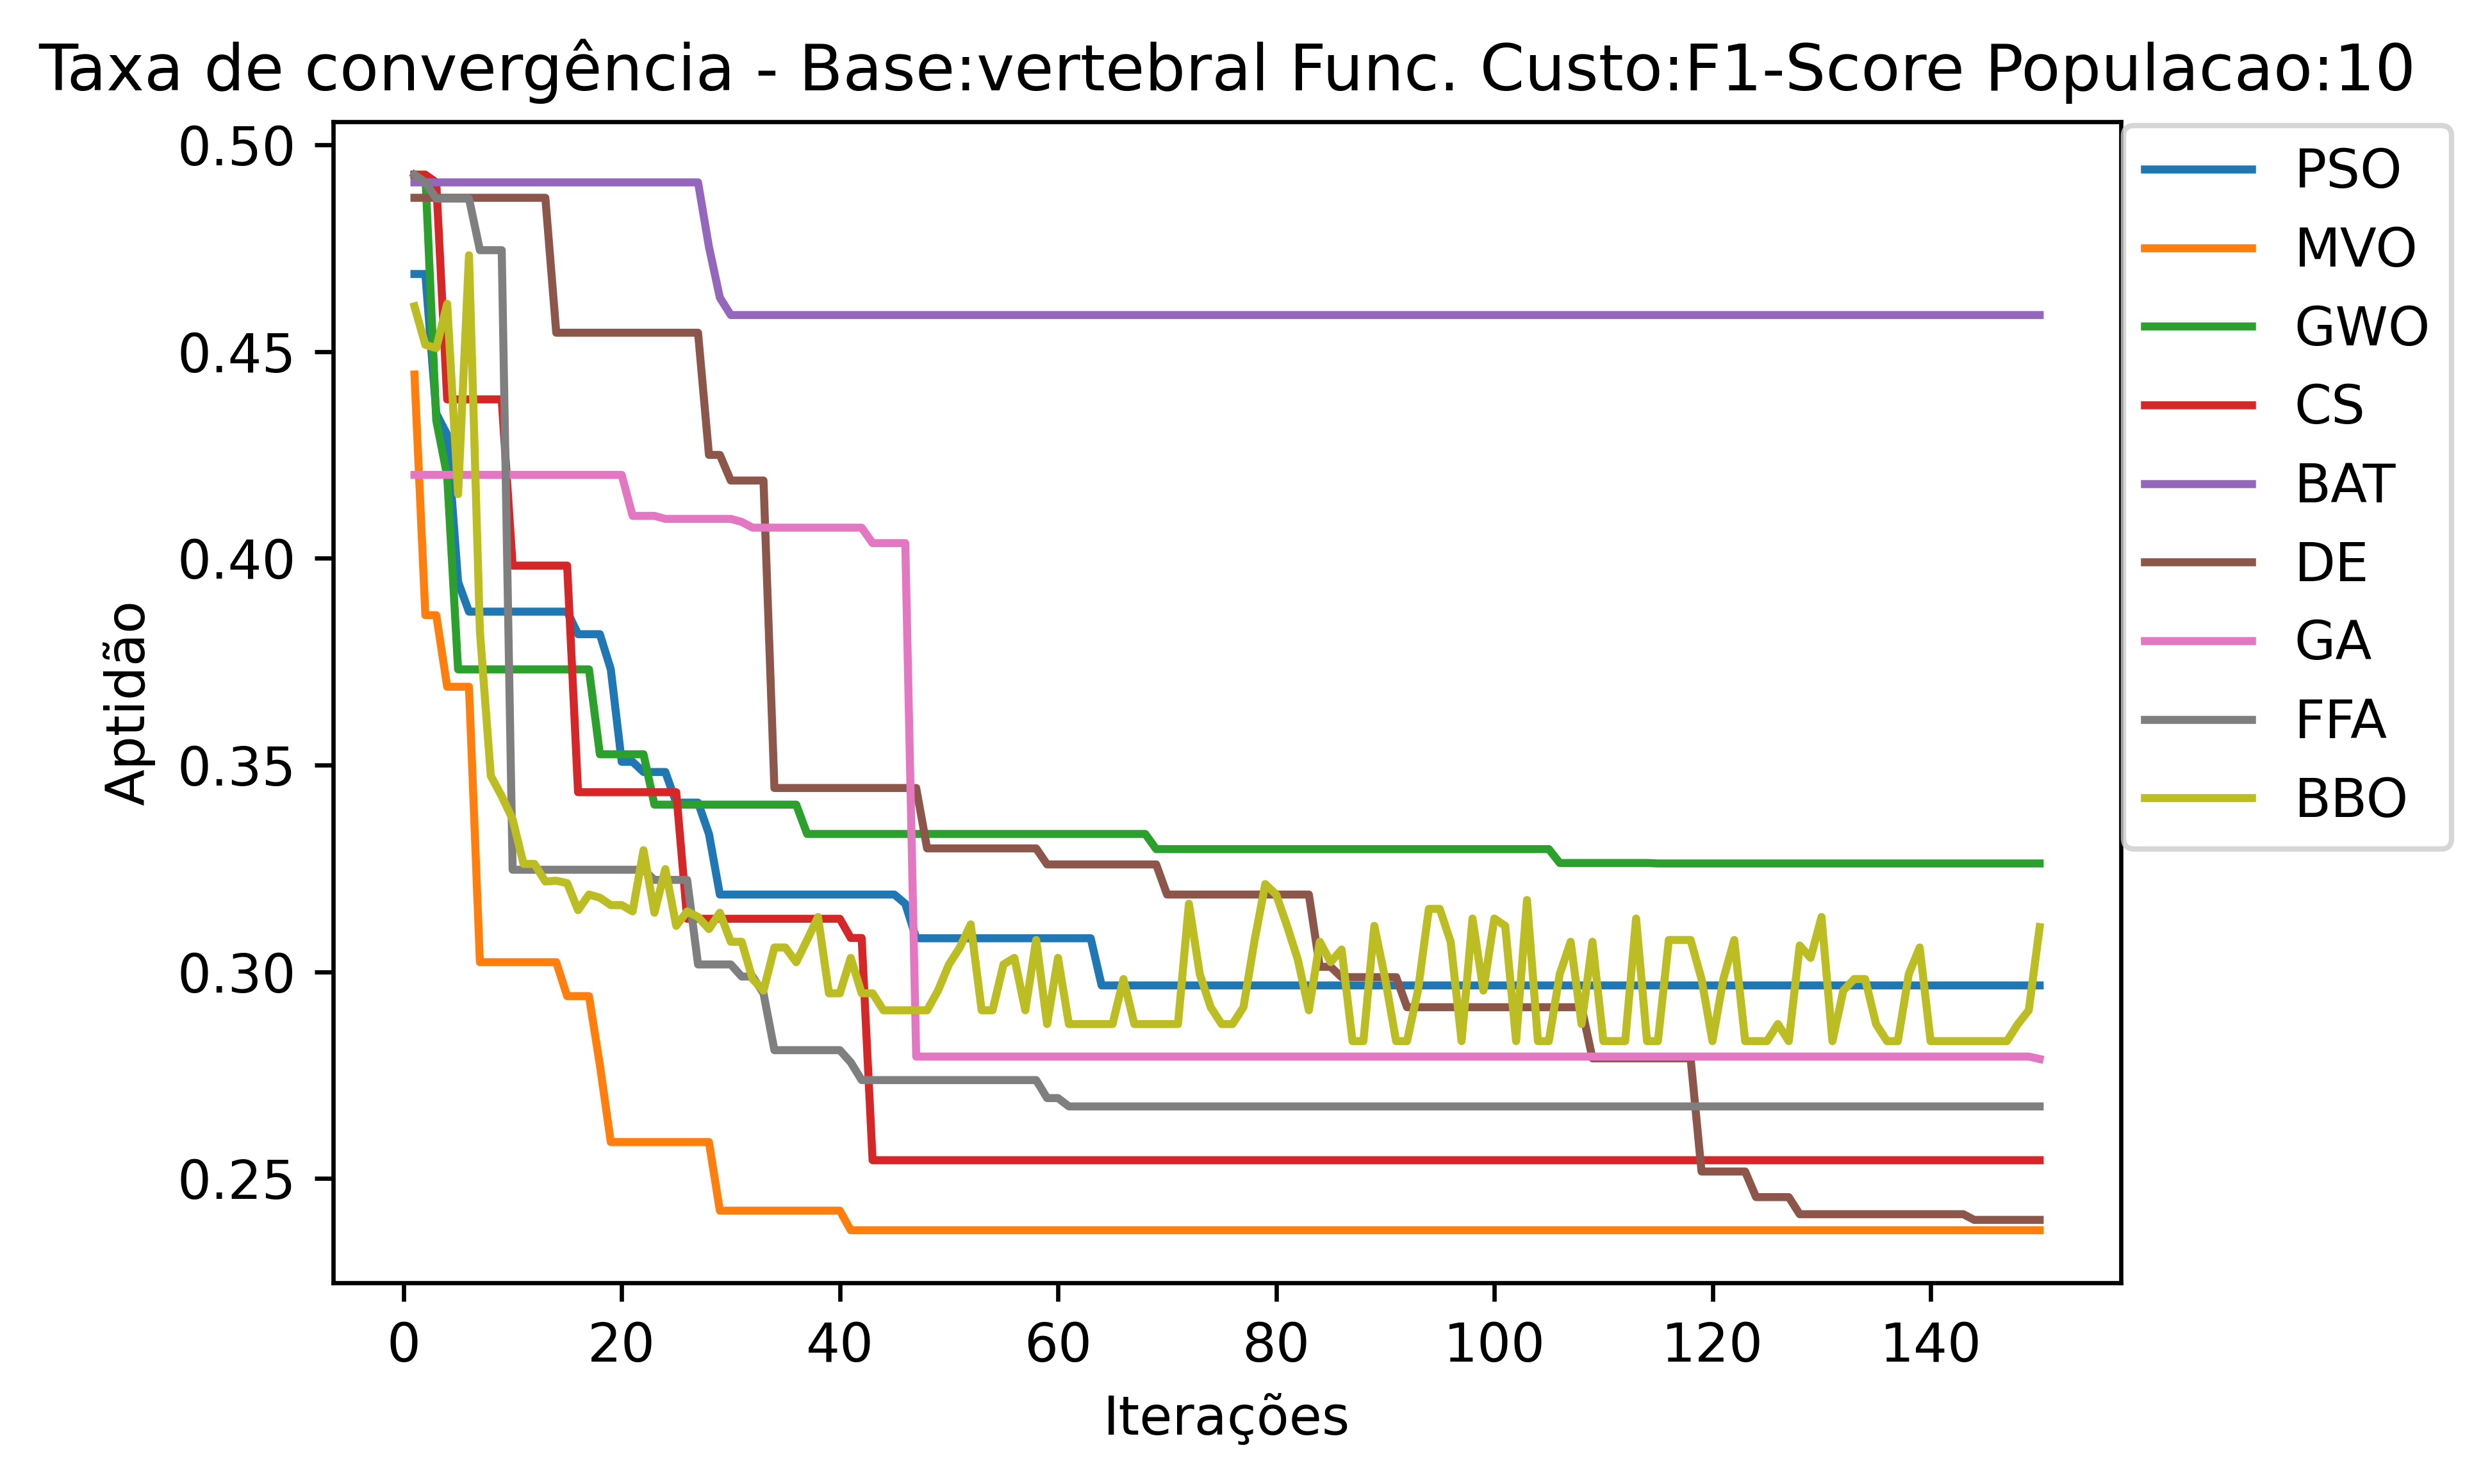 Taxa de convergência - Base:vertebral Func. Custo:F1-Score Populacao:10
0.50
0.45
0.40
0.35
0.30
0.25
Aptidão
0 20 40 60 80 100 120 140
Iterações
PSO
MVO
GWO
CS
BAT
DE
GA
FFA
BBO